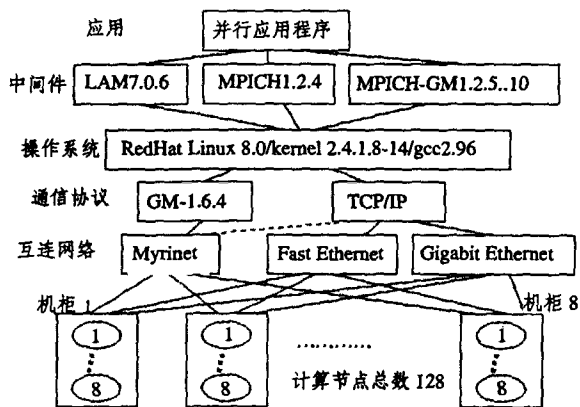 应用 并行应用程序
中间件 LAM7.0.6 MPICH1.2.4 MPICH-GM1.2.5..10
操作系统 RedHat Linux 8.0/kernel 2.4.1.8-14/gcc2.96
通信协议 GM-1.6.4 TCP/IP
互连网络 Myrinet Fast Ethernet Gigabit Ethernet
机柜 1 机柜 8
1 1 1
8 8 计算节点总数 128 8